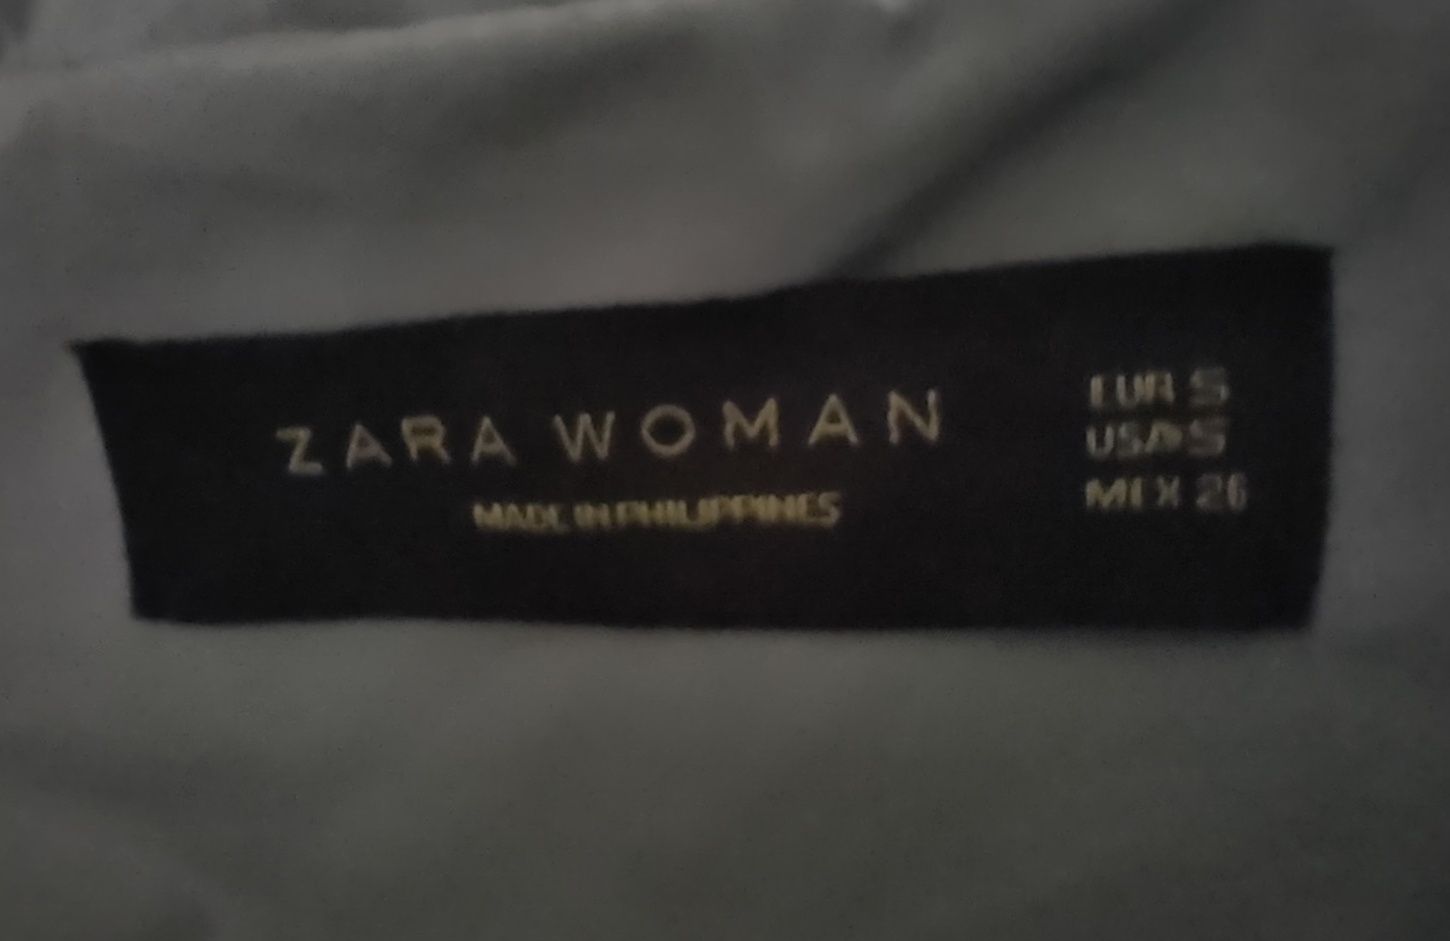 ZARA WOMAN
MADE IN PHILIPPINES
EUR S
USA S
MEX 26